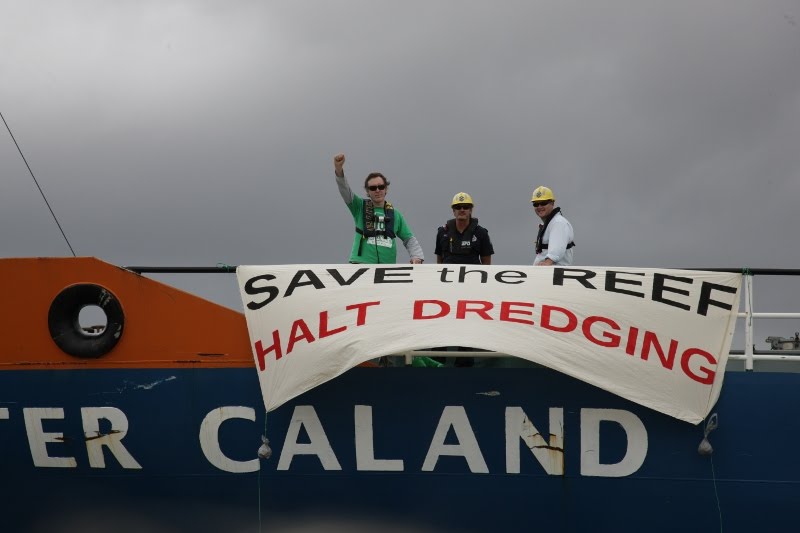 SAVE the REEF
HALT DREDGING
TER CALAND